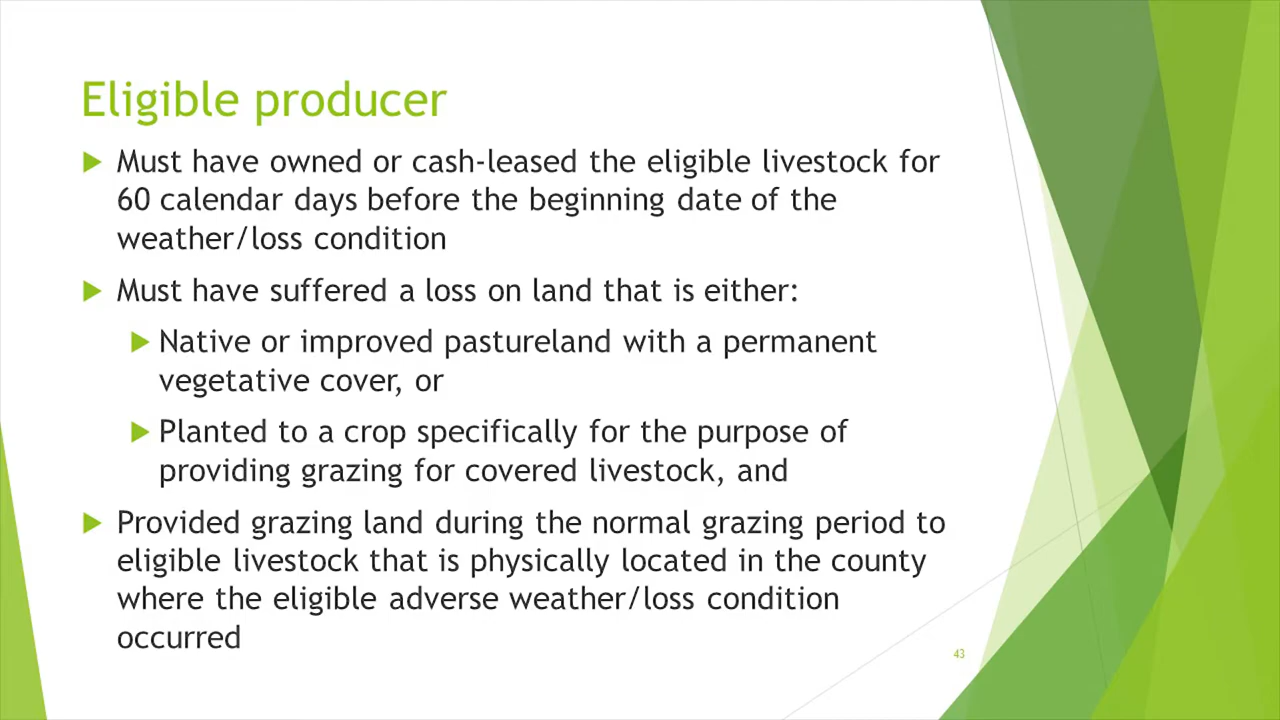 Eligible producer
Must have owned or cash-leased the eligible livestock for
60 calendar days before the beginning date of the
weather/loss condition
Must have suffered a loss on land that is either:
Native or improved pastureland with a permanent
vegetative cover, or
Planted to a crop specifically for the purpose of
providing grazing for covered livestock, and
Provided grazing land during the normal grazing period to
eligible livestock that is physically located in the county
where the eligible adverse weather/loss condition
occurred
43